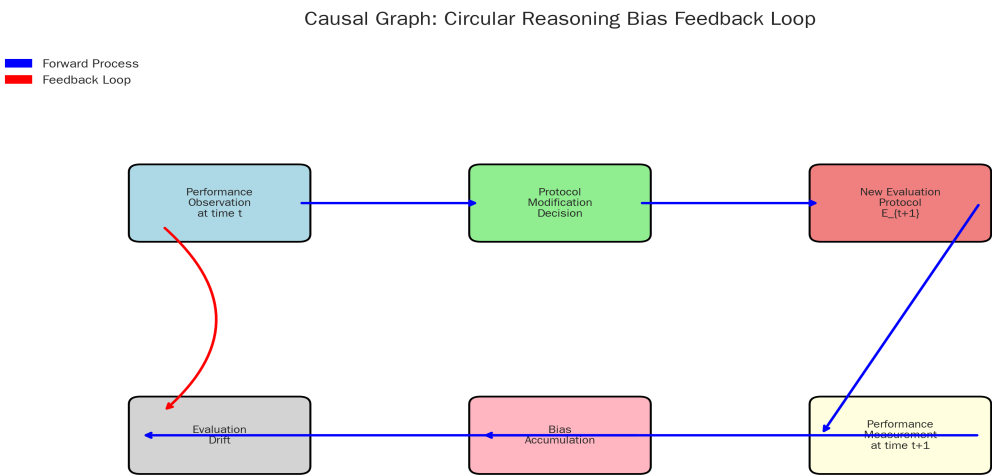 Causal Graph: Circular Reasoning Bias Feedback Loop
Forward Process
Feedback Loop
Performance
Observation
at time t
Protocol
Modification
Decision
New Evaluation
Protocol
E_{t+1}
Evaluation
Drift
Bias
Accumulation
Performance
Measurement
at time t+1